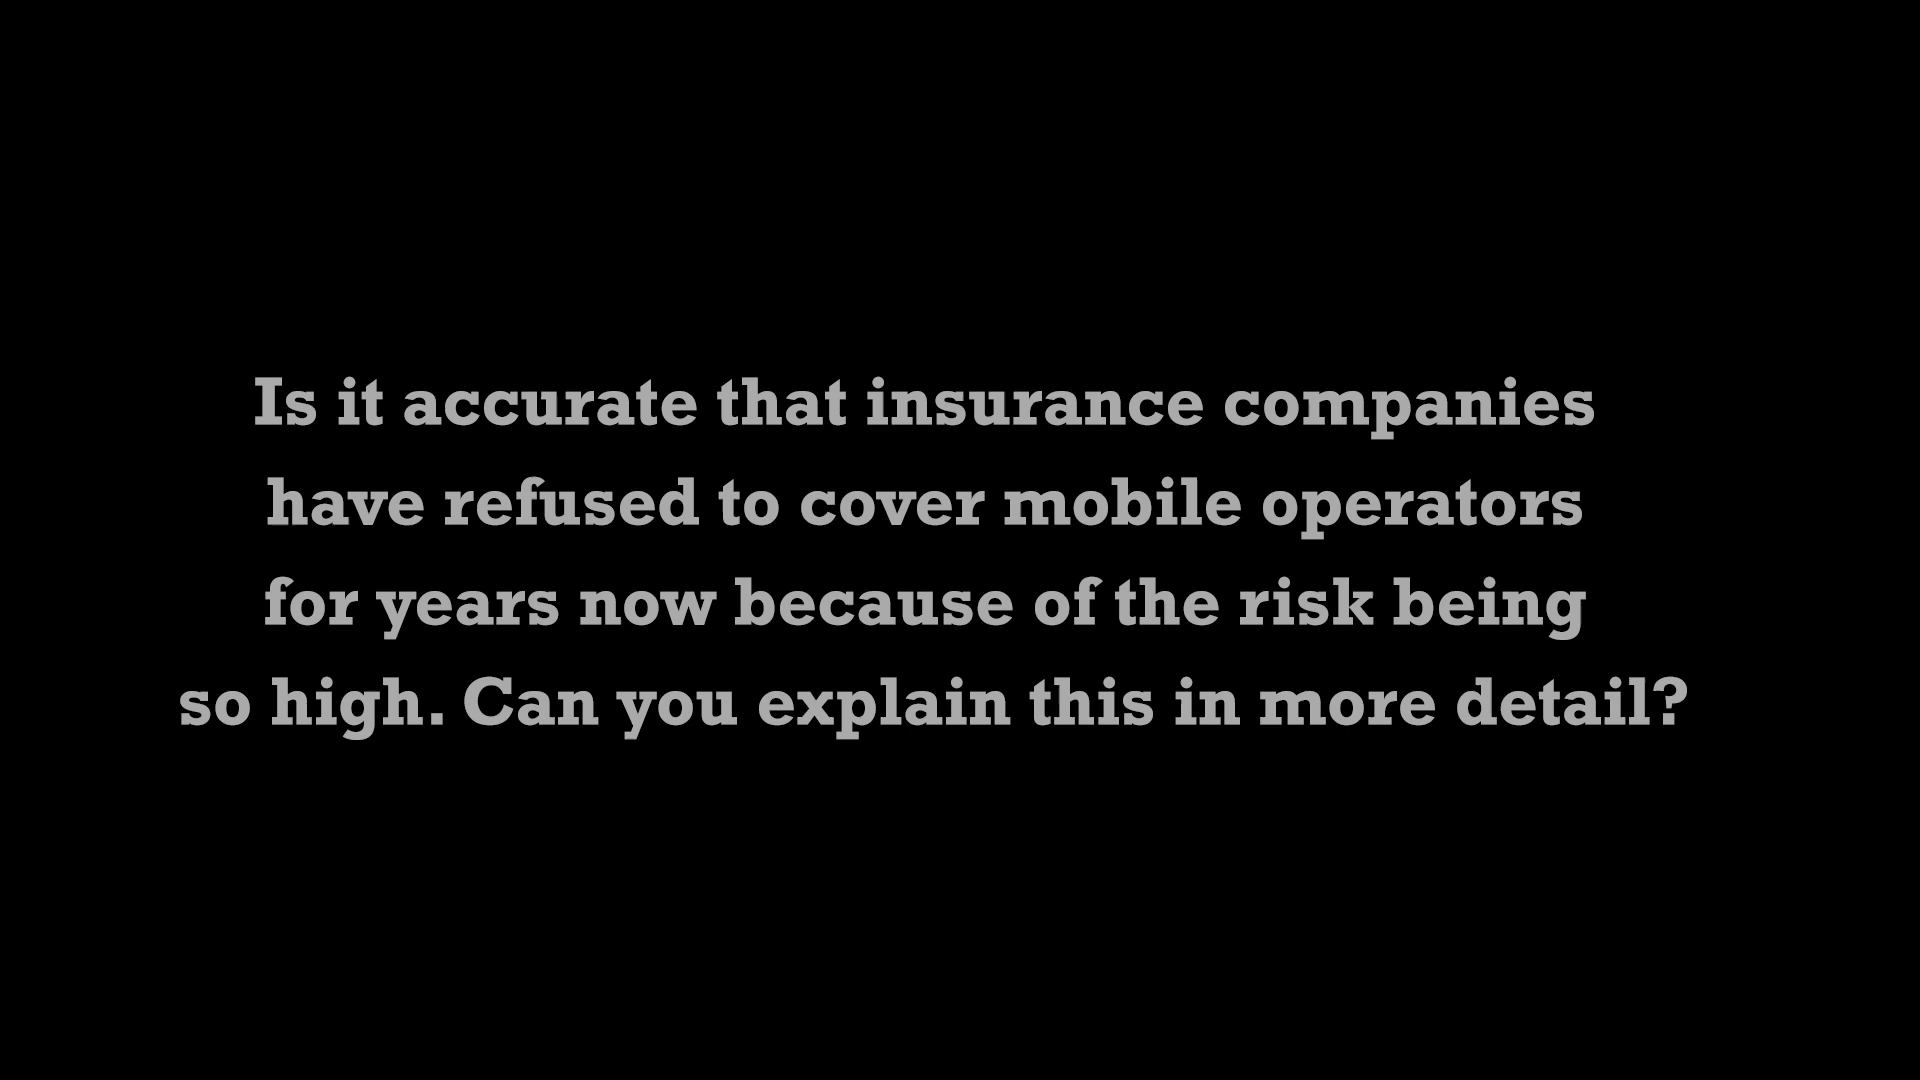 Is it accurate that insurance companies
have refused to cover mobile operators
for years now because of the risk being
so high. Can you explain this in more detail?